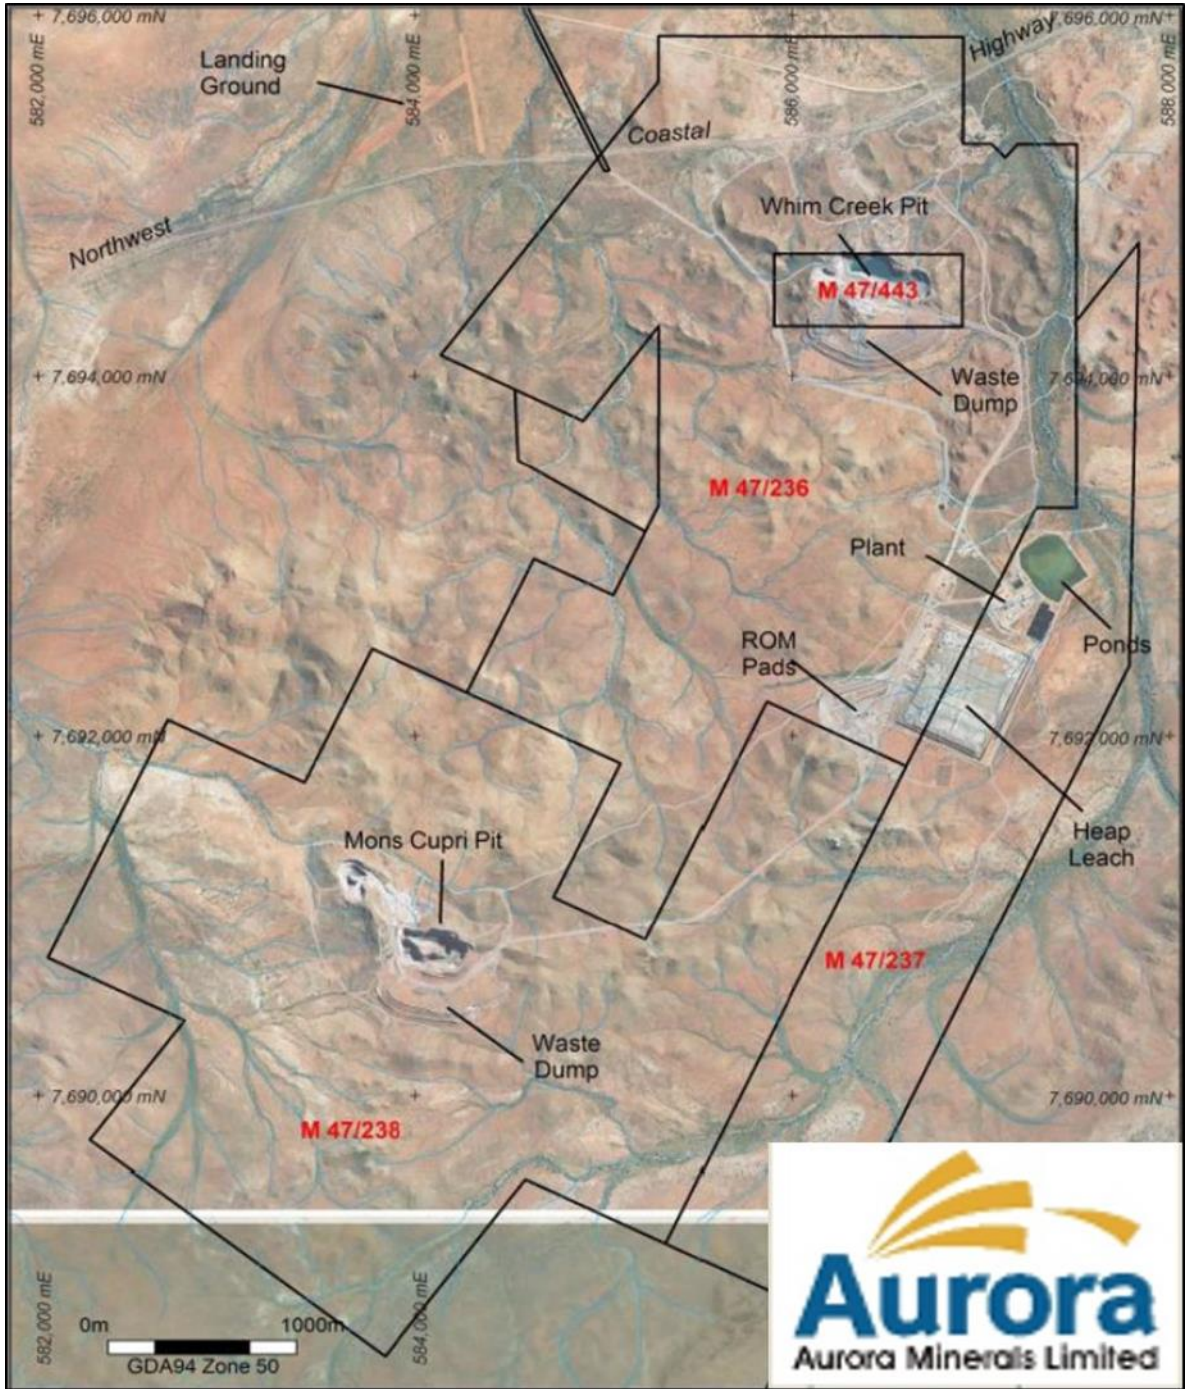 7,696,000 mN
7,696,000 mN
582,000 mE
584,000 mE
586,000 mE
588,000 mE
Landing
Ground
Highway
Coastal
Northwest
Whim Creek Pit
M 47/443
7,694,000 mN
7,694,000 mN
Waste
Dump
M 47/236
Plant
Ponds
ROM
Pads
7,692,000 mN
7,692,000 mN
Heap
Leach
Mons Cupri Pit
M 47/237
Waste
Dump
7,690,000 mN
7,690,000 mN
M 47/238
582,000 mE
584,000 mE
0m 1000m
GDA94 Zone 50
Aurora
Aurora Minerals Limited